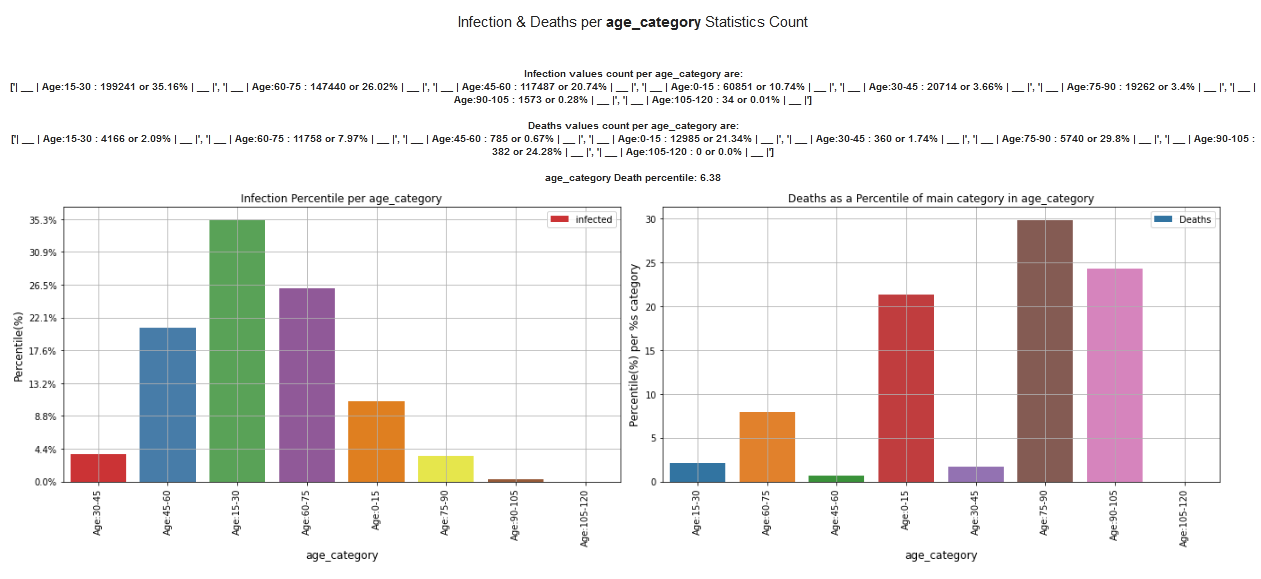 Infection & Deaths per age_category Statistics Count
Infection values count per age_category are:
['| __ | Age:15-30 : 199241 or 35.16% | __ |', '| __ | Age:60-75 : 147440 or 26.02% | __ |', '| __ | Age:45-60 : 117487 or 20.74% | __ |', '| __ | Age:0-15 : 60851 or 10.74% | __ |', '| __ | Age:30-45 : 20714 or 3.66% | __ |', '| __ | Age:75-90 : 19262 or 3.4% | __ |', '| __ |
Age:90-105 : 1573 or 0.28% | __ |', '| __ | Age:105-120 : 34 or 0.01% | __ |']
Deaths values count per age_category are:
['| __ | Age:15-30 : 4166 or 2.09% | __ |', '| __ | Age:60-75 : 11758 or 7.97% | __ |', '| __ | Age:45-60 : 785 or 0.67% | __ |', '| __ | Age:0-15 : 12985 or 21.34% | __ |', '| __ | Age:30-45 : 360 or 1.74% | __ |', '| __ | Age:75-90 : 5740 or 29.8% | __ |', '| __ | Age:90-105 :
382 or 24.28% | __ |', '| __ | Age:105-120 : 0 or 0.0% | __ |']
age_category Death percentile: 6.38
Infection Percentile per age_category
infected
Percentile(%)
35.3%
30.9%
26.5%
22.1%
17.6%
13.2%
8.8%
4.4%
0.0%
Age:30-45
Age:45-60
Age:15-30
Age:60-75
Age:0-15
Age:75-90
Age:90-105
Age:105-120
age_category
Deaths as a Percentile of main category in age_category
Deaths
Percentile(%) per %s category
30
25
20
15
10
5
0
Age:15-30
Age:60-75
Age:45-60
Age:0-15
Age:30-45
Age:75-90
Age:90-105
Age:105-120
age_category